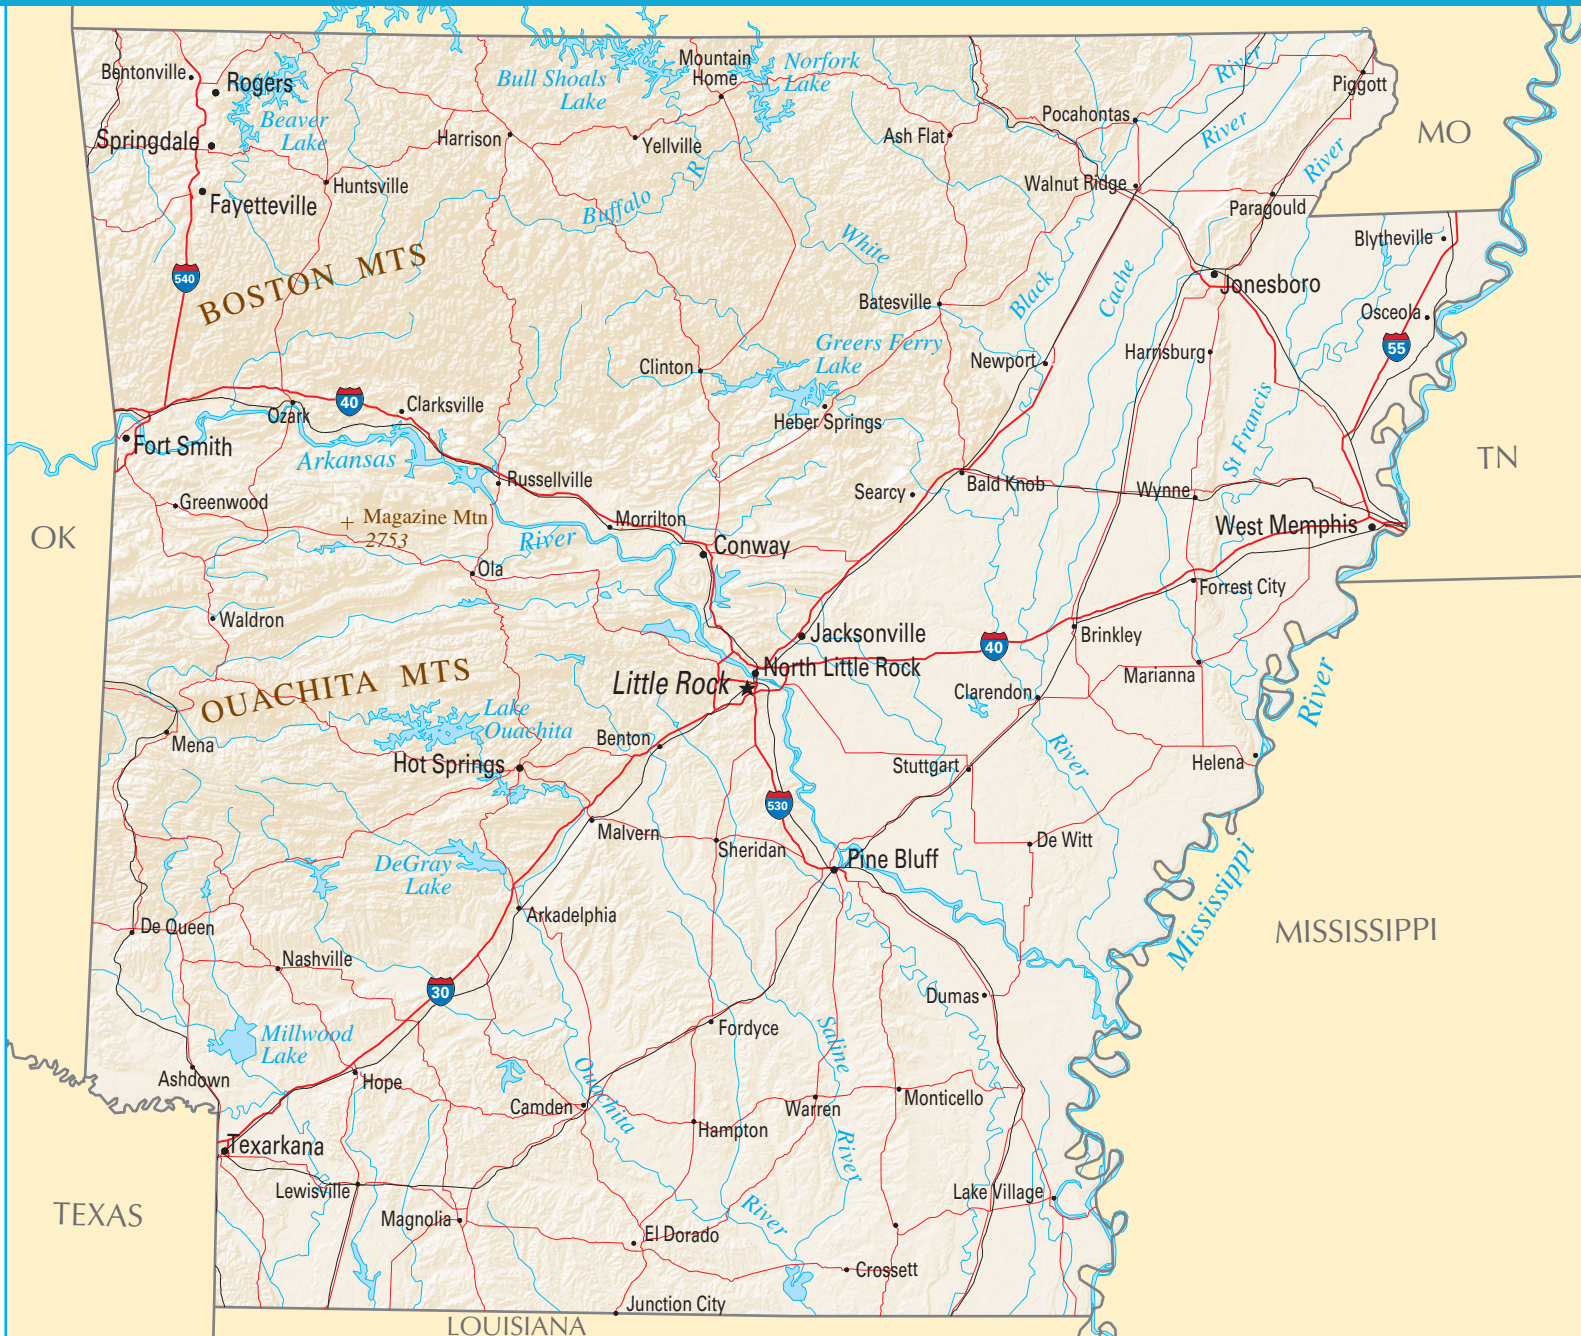 Mountain
Home
Norfork
Lake
Bull Shoals
Lake
River
Bentonville
Rogers
Piggott
Beaver
Lake
Pocahontas
River
MO
Springdale
Harrison
Yellville
Ash Flat
River
Huntsville
R
Walnut Ridge
Fayetteville
Buffalo
Paragould
White
Blytheville
540
BOSTON MTS
Black
Cache
Jonesboro
Batesville
Osceola
Greers Ferry
Lake
Newport
Harrisburg
55
Clinton
40
Clarksville
Ozark
Heber Springs
St Francis
Fort Smith
Arkansas
TN
Russellville
Searcy
Bald Knob
Wynne
Greenwood
Magazine Mtn
2753
Morrilton
West Memphis
OK
River
Conway
Ola
Forrest City
Waldron
Jacksonville
40
Brinkley
North Little Rock
Little Rock
Marianna
OUACHITA MTS
Clarendon
River
Lake
Ouachita
Mena
Benton
River
Hot Springs
Stuttgart
Helena
530
Malvern
Sheridan
De Witt
DeGray
Lake
Pine Bluff
Mississippi
Arkadelphia
De Queen
MISSISSIPPI
Nashville
30
Dumas
Millwood
Lake
Fordyce
Saline
Ashdown
Hope
Ouachita
Camden
Warren
Monticello
Hampton
River
Texarkana
Lewisville
Lake Village
TEXAS
Magnolia
River
El Dorado
Crossett
Junction City
LOUISIANA